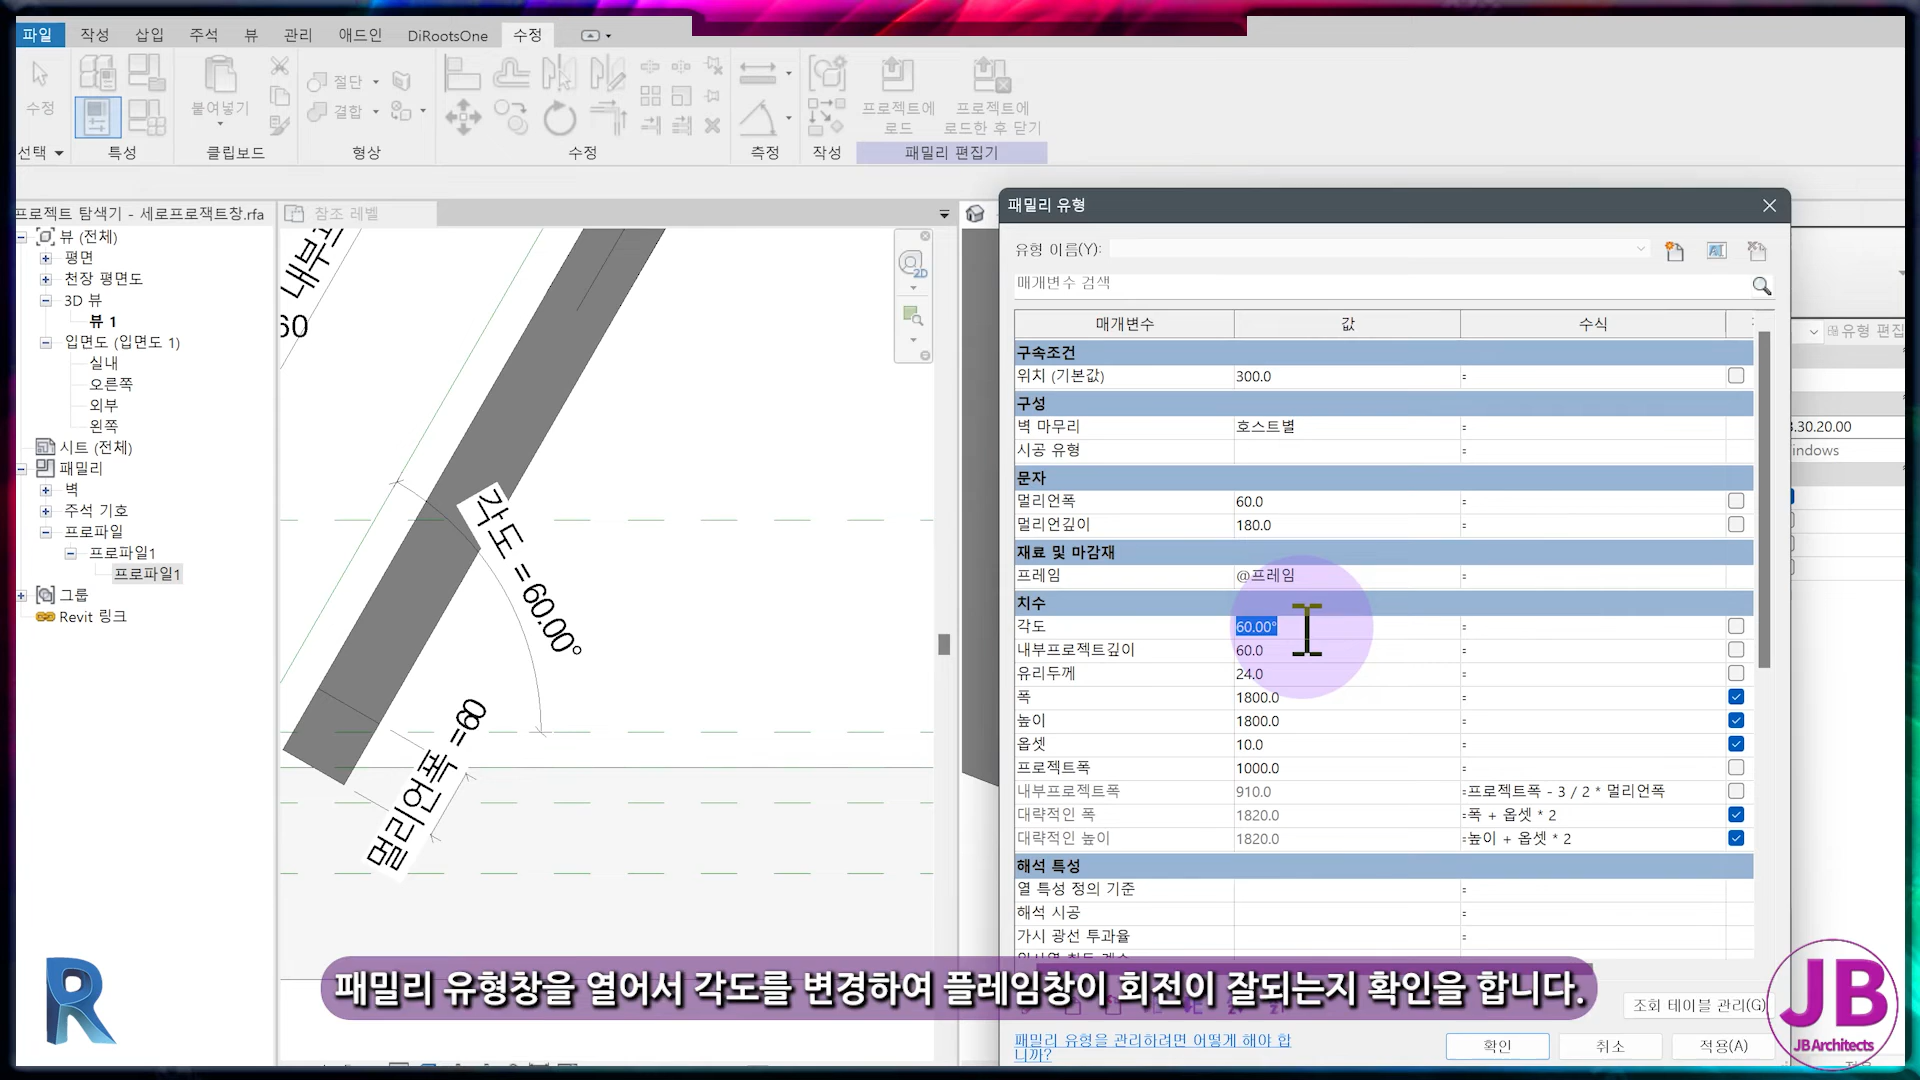 파일 작성 삽입 주석 뷰 관리 애드인 DiRootsOne 수정
수정 붙여넣기 절단 결합 프로젝트에 로드 프로젝트에 로드한 후 닫기
선택 특성 클립보드 형상 수정 측정 작성 패밀리 편집기
프로젝트 탐색기 - 세로프로잭트창.rfa
뷰 (전체)
평면
천장 평면도
3D 뷰
뷰 1
입면도 (입면도 1)
실내
오른쪽
외부
왼쪽
시트 (전체)
패밀리
벽
주석 기호
프로파일
프로파일1
프로파일1
그룹
Revit 링크
참조 레벨
60
각도 =60.00°
2D
패밀리 유형
유형 이름(Y):
매개변수 검색
매개변수 값 수식
구속조건
위치 (기본값) 300.0 =
구성
벽 마무리 호스트별 =
시공 유형 =
문자
멀리언폭 60.0 =
멀리언깊이 180.0 =
재료 및 마감재
프레임 @프레임 =
치수
각도 60.00° =
내부프로젝트깊이 60.0 =
유리두께 24.0 =
폭 1800.0 =
높이 1800.0 =
옵셋 10.0 =
프로젝트폭 1000.0 =
내부프로젝트폭 910.0 =프로젝트폭 - 3 / 2 * 멀리언폭
대략적인 폭 1820.0 =폭 + 옵셋 * 2
대략적인 높이 1820.0 =높이 + 옵셋 * 2
해석 특성
열 특성 정의 기준 =
해석 시공 =
가시 광선 투과율 =
조회 테이블 관리(G)
패밀리 유형을 관리하려면 어떻게 해야 합
니까?
확인 취소 적용(A)
유형 편집
.30.20.00
indows
패밀리 유형창을 열어서 각도를 변경하여 플레임창이 회전이 잘되는지 확인을 합니다.
R
JB
JB Architects